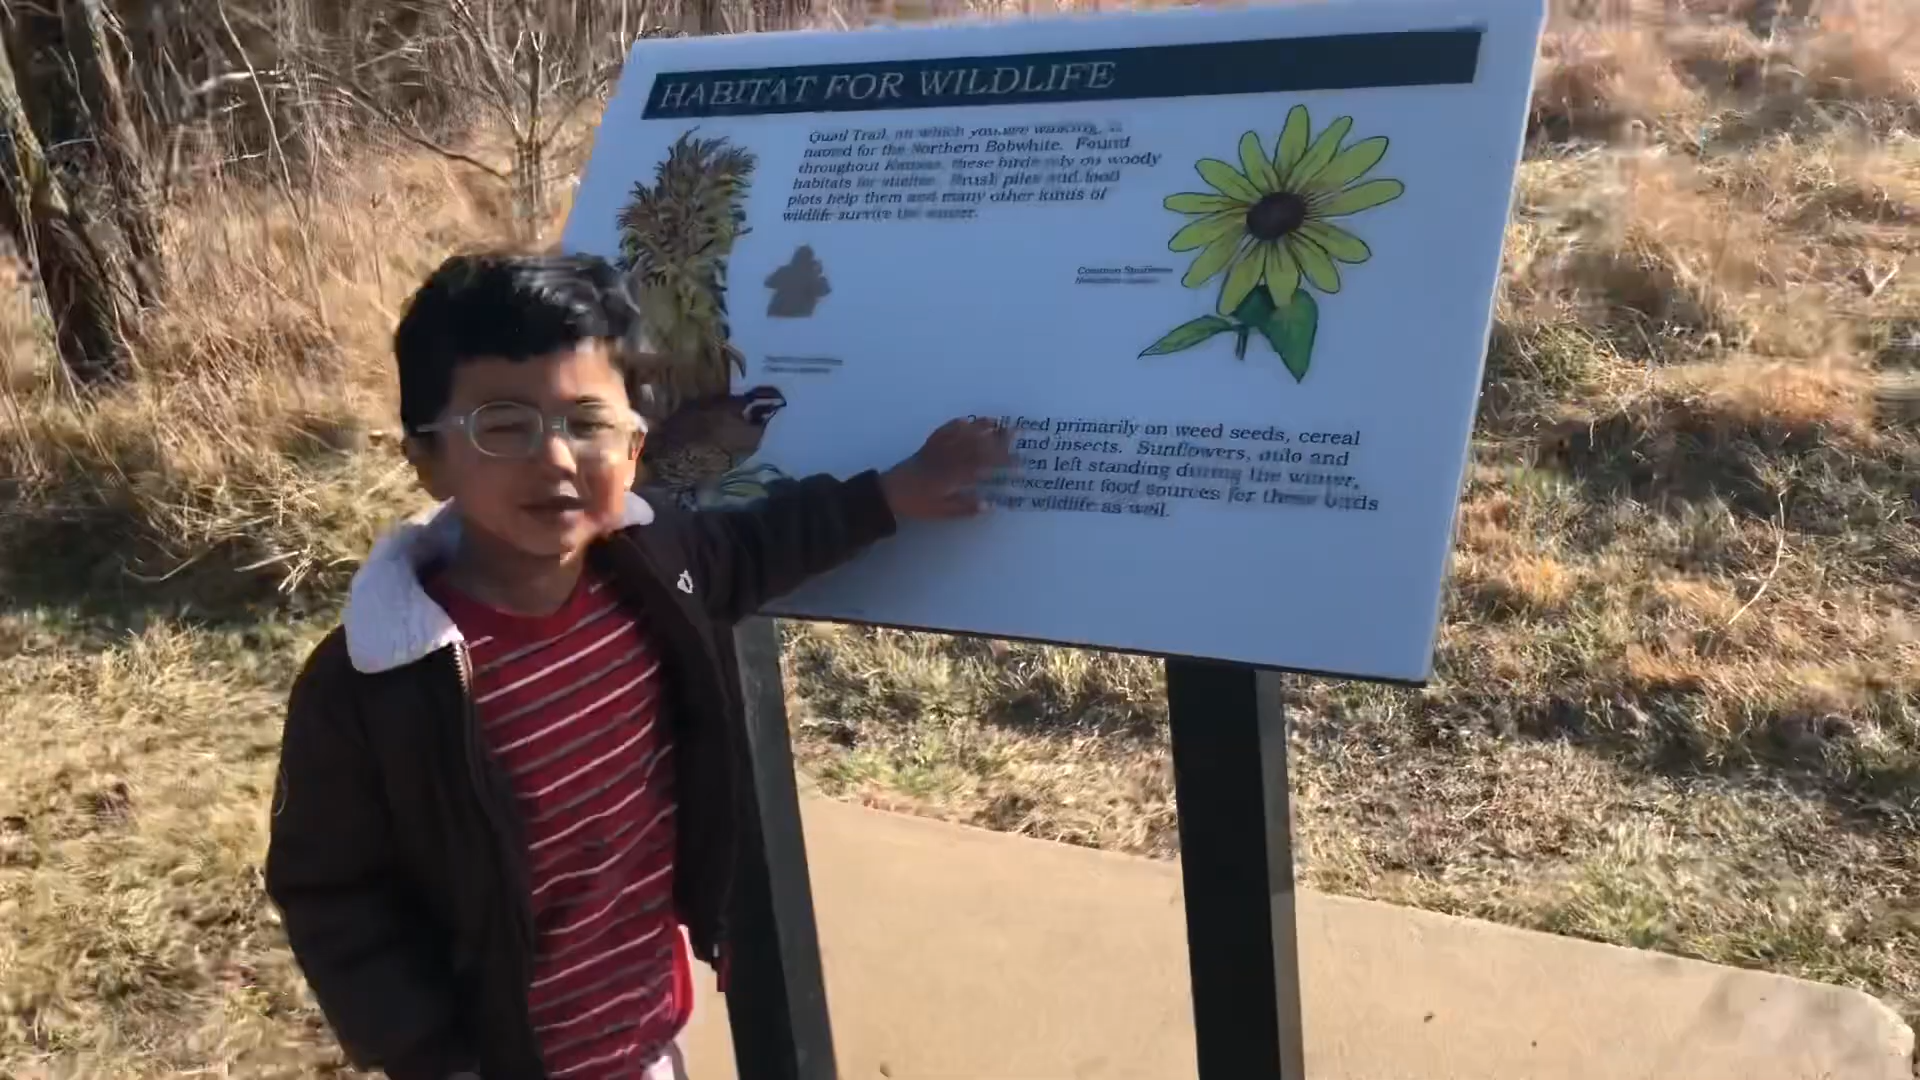 HABITAT FOR WILDLIFE
Quail Trail, on which you are walking, is
named for the Northern Bobwhite. Found
throughout Kansas, these birds rely on woody
habitats for shelter. Brush piles and food
plots help them and many other kinds of
wildlife survive the winter.
Common Sunflower
Quail feed primarily on weed seeds, cereal
and insects. Sunflowers, milo and
left standing during the winter,
excellent food sources for these birds
wildlife as well.